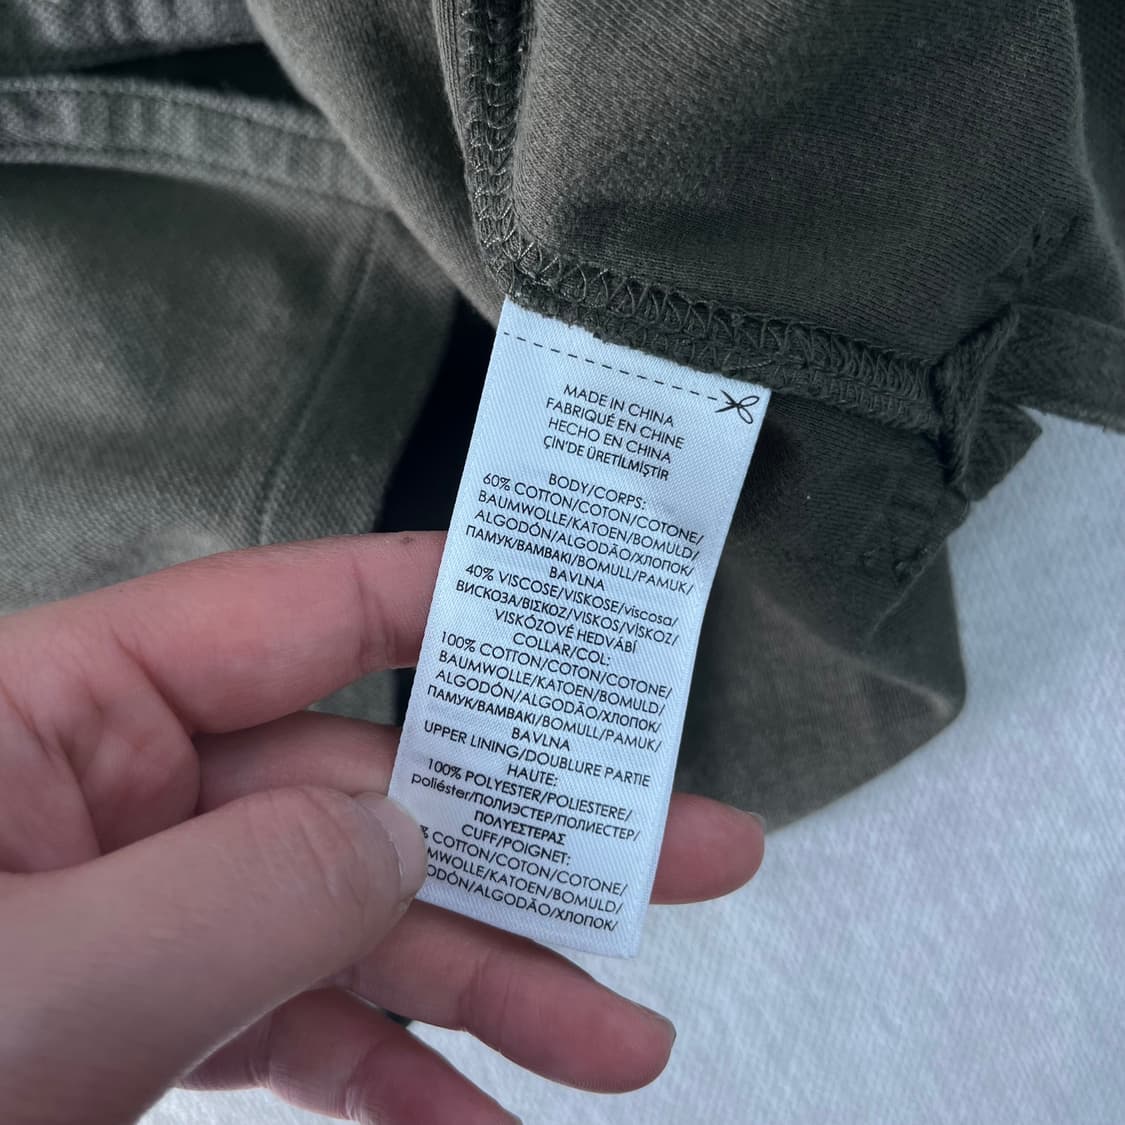 MADE IN CHINA
FABRIQUÉ EN CHINE
HECHO EN CHINA
ÇİN'DE ÜRETİLMİŞTİR
BODY/CORPS:
60% COTTON/COTON/COTONE/
BAUMWOLLE/KATOEN/BOMULD/
ALGODÓN/ALGODÃO/ХЛОПОК/
ПАМУК/ΒΑΜΒΑΚΙ/BOMULL/PAMUK/
BAVLNA
40% VISCOSE/VISKOSE/viscosa/
ВИСКОЗА/ΒΙΣΚΟΖ/VISKOS/VİSKOZ/
VISKÓZOVÉ HEDVÁBÍ
COLLAR/COL:
100% COTTON/COTON/COTONE/
BAUMWOLLE/KATOEN/BOMULD/
ALGODÓN/ALGODÃO/ХЛОПОК/
ПАМУК/ΒΑΜΒΑΚΙ/BOMULL/PAMUK/
BAVLNA
UPPER LINING/DOUBLURE PARTIE
HAUTE:
100% POLYESTER/POLIESTERE/
poliéster/ПОЛИЭСТЕР/ПОЛИЕСТЕР/
ΠΟΛΥΕΣΤΕΡΑΣ
CUFF/POIGNET:
% COTTON/COTON/COTONE/
MWOLLE/KATOEN/BOMULD/
ODÓN/ALGODÃO/ХЛОПОК/